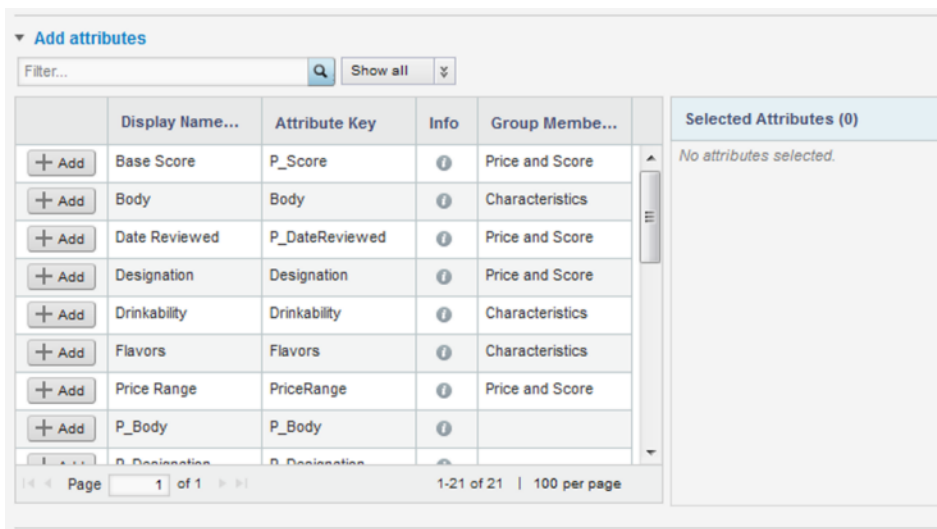 Add attributes
Filter... Show all
Display Name... Attribute Key Info Group Membe... Selected Attributes (0)
Add Base Score P_Score Price and Score No attributes selected.
Add Body Body Characteristics
Add Date Reviewed P_DateReviewed Price and Score
Add Designation Designation Price and Score
Add Drinkability Drinkability Characteristics
Add Flavors Flavors Characteristics
Add Price Range PriceRange Price and Score
Add P_Body P_Body
P_Designation P_Designation
Page 1 of 1 1-21 of 21 | 100 per page